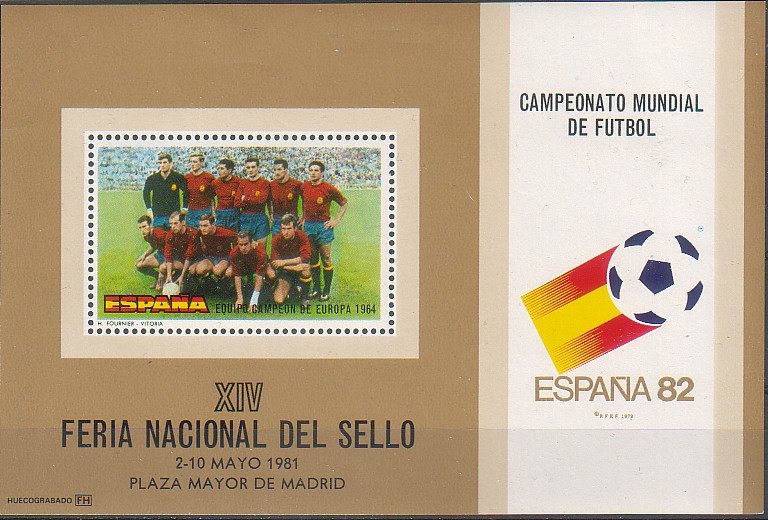 ESPAÑA
EQUIPO CAMPEON DE EUROPA 1964
H. FOURNIER - VITORIA
XIV
FERIA NACIONAL DEL SELLO
2-10 MAYO 1981
PLAZA MAYOR DE MADRID
HUECOGRABADO FH
CAMPEONATO MUNDIAL
DE FUTBOL
®
ESPAÑA 82
© R.F.E.F. 1979